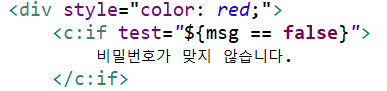 <div style="color: red;">
<c:if test="${msg == false}">
비밀번호가 맞지 않습니다.
</c:if>